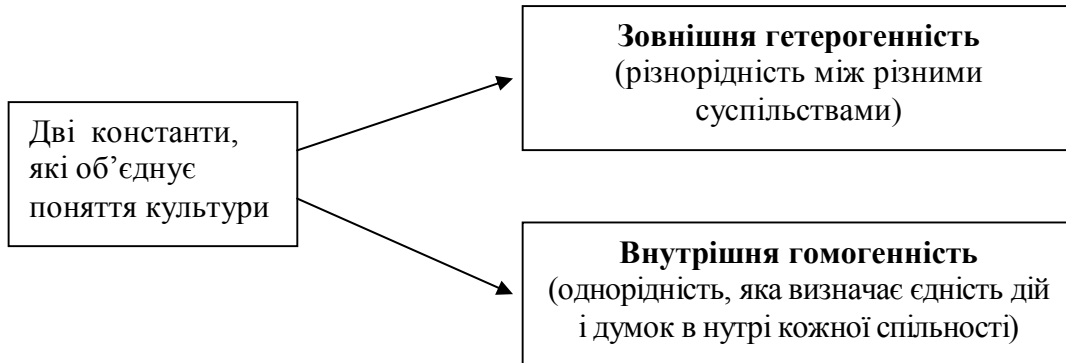 Дві константи,
які об’єднує
поняття культури
Зовнішня гетерогенність
(різнорідність між різними
суспільствами)
Внутрішня гомогенність
(однорідність, яка визначає єдність дій
і думок в нутрі кожної спільності)